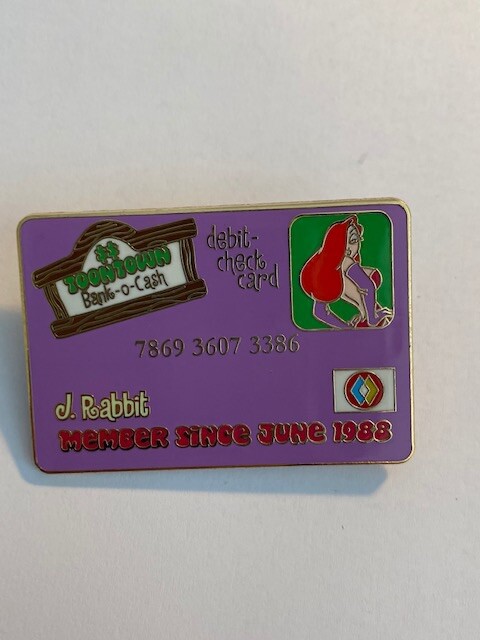 $$
TOONTOWN
Bank-o-Cash
debit-
check
card
7869 3607 3386
J. Rabbit
MEMBER SINCE JUNE 1988